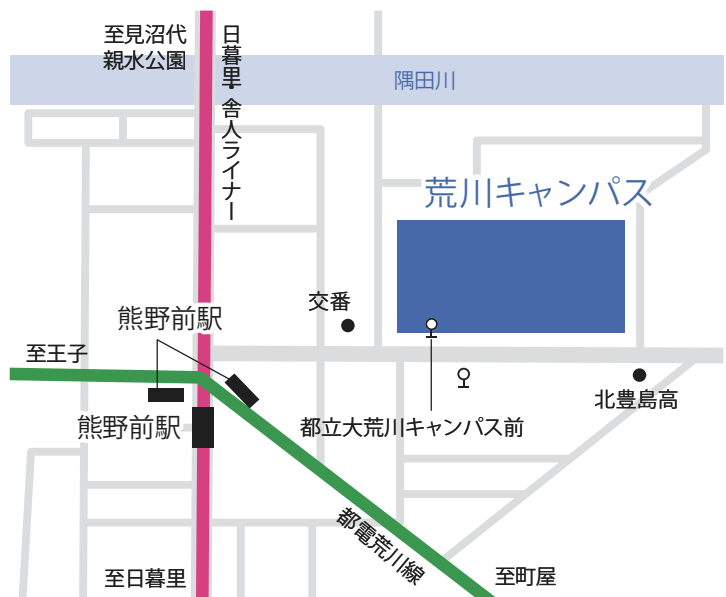 至見沼代
親水公園
日暮里・舎人ライナー
隅田川
荒川キャンパス
交番
熊野前駅
至王子
北豊島高
熊野前駅
都立大荒川キャンパス前
都電荒川線
至日暮里
至町屋